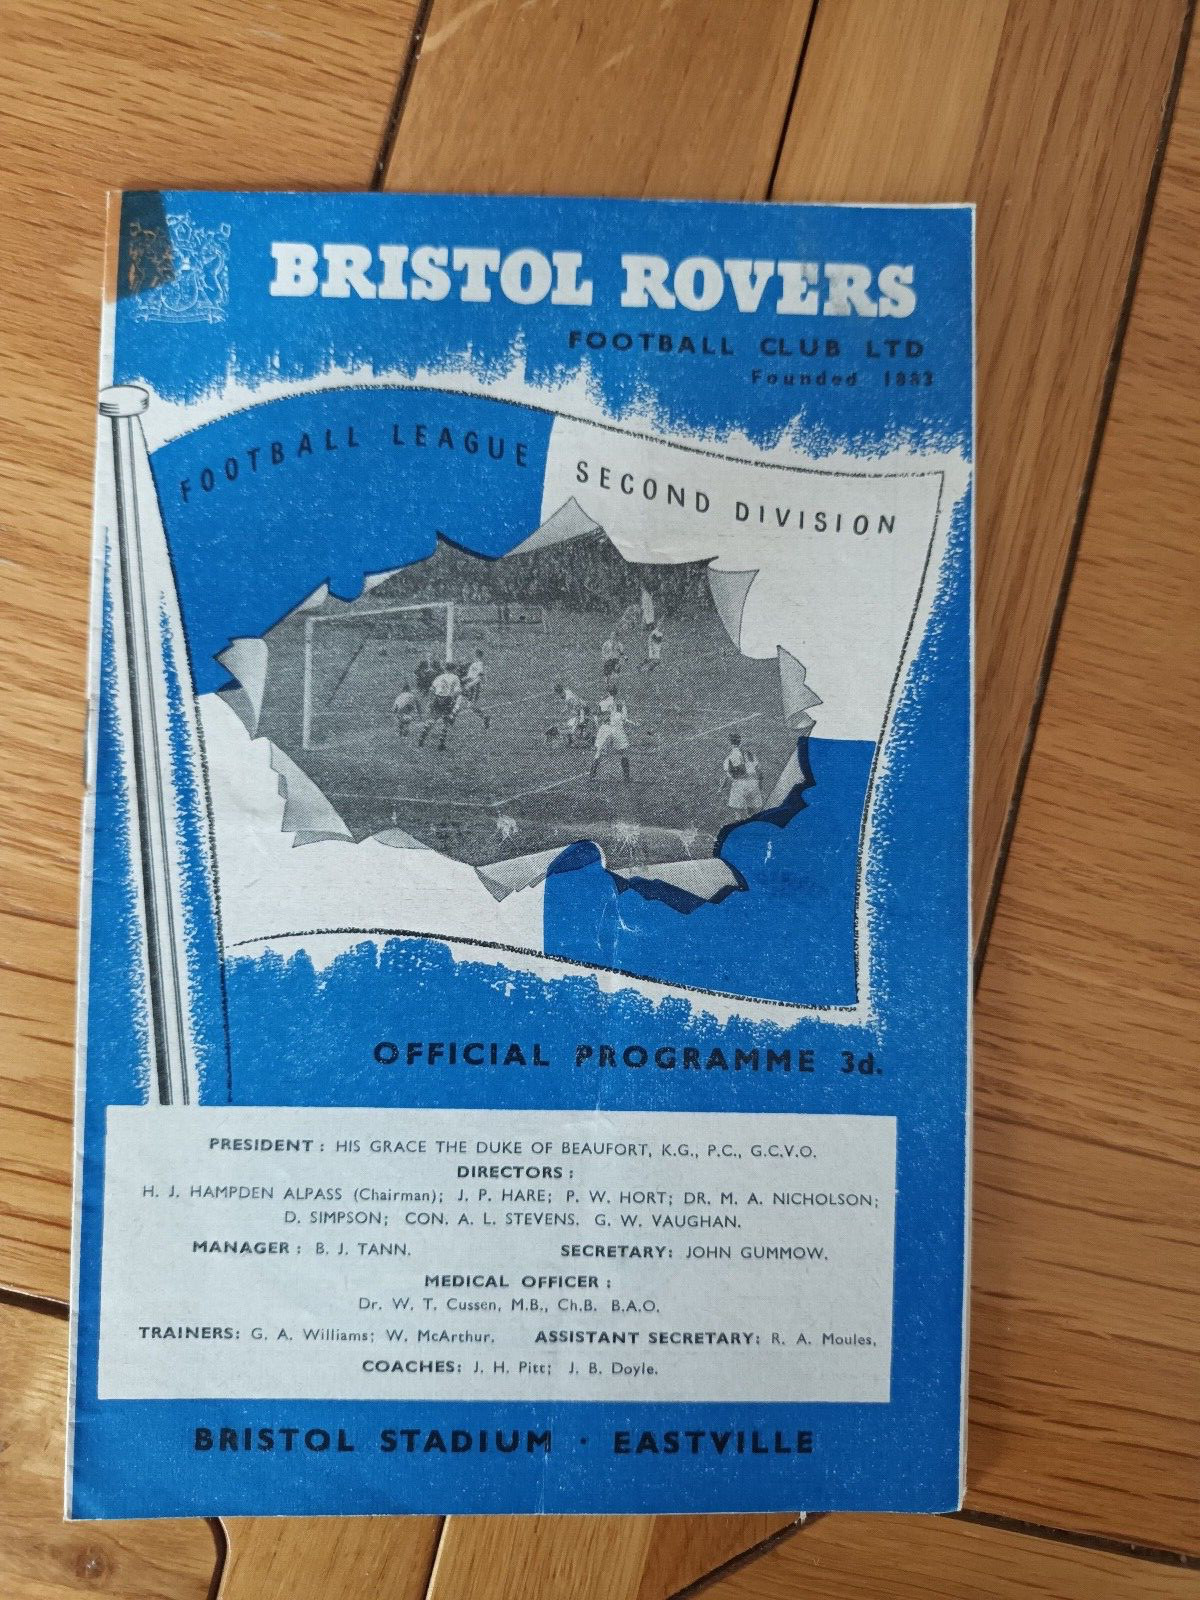 BRISTOL ROVERS
FOOTBALL CLUB LTD
Founded 1883
FOOTBALL LEAGUE SECOND DIVISION
OFFICIAL PROGRAMME 3d.
PRESIDENT : HIS GRACE THE DUKE OF BEAUFORT, K.G., P.C., G.C.V.O.
DIRECTORS :
H. J. HAMPDEN ALPASS (Chairman); J. P. HARE; P. W. HORT; DR. M. A. NICHOLSON;
D. SIMPSON; CON. A. L. STEVENS. G. W. VAUGHAN.
MANAGER : B. J. TANN. SECRETARY: JOHN GUMMOW.
MEDICAL OFFICER :
Dr. W. T. Cussen, M.B., Ch.B. B.A.O.
TRAINERS: G. A. Williams; W. McArthur. ASSISTANT SECRETARY: R. A. Moules.
COACHES: J. H. Pitt; J. B. Doyle.
BRISTOL STADIUM · EASTVILLE